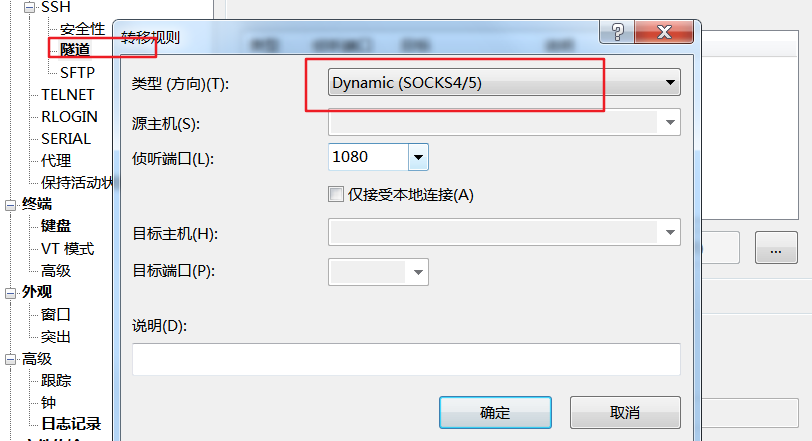 SSH
安全性
隧道
SFTP
TELNET
RLOGIN
SERIAL
代理
保持活动状
终端
键盘
VT 模式
高级
外观
窗口
突出
高级
跟踪
钟
日志记录
转移规则
类型 (方向)(T):
Dynamic (SOCKS4/5)
源主机(S):
侦听端口(L):
1080
仅接受本地连接(A)
目标主机(H):
目标端口(P):
说明(D):
确定
取消
...